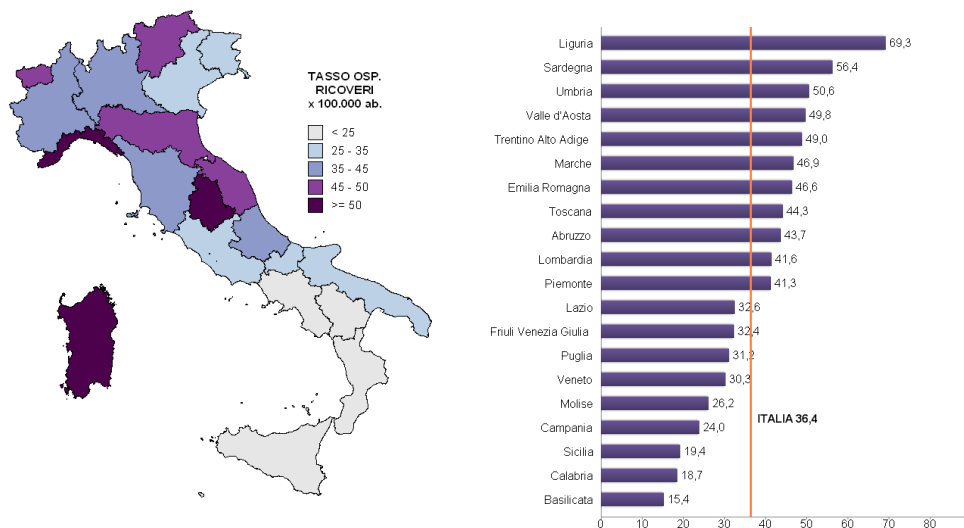 TASSO OSP.
RICOVERI
x 100.000 ab.
< 25
25 - 35
35 - 45
45 - 50
>= 50
Liguria 69,3
Sardegna 56,4
Umbria 50,6
Valle d'Aosta 49,8
Trentino Alto Adige 49,0
Marche 46,9
Emilia Romagna 46,6
Toscana 44,3
Abruzzo 43,7
Lombardia 41,6
Piemonte 41,3
Lazio 32,6
Friuli Venezia Giulia 32,4
Puglia 31,2
Veneto 30,3
Molise 26,2
Campania 24,0
ITALIA 36,4
Sicilia 19,4
Calabria 18,7
Basilicata 15,4
0 10 20 30 40 50 60 70 80